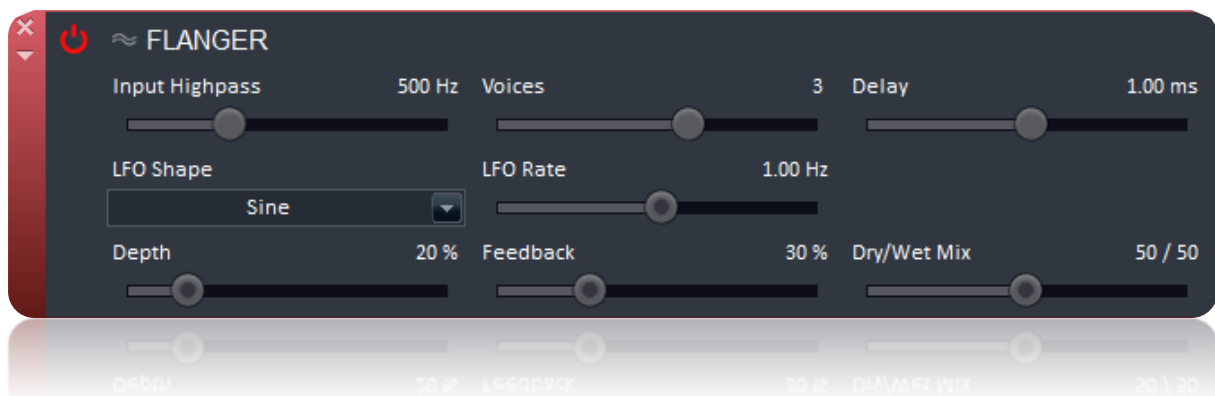 FLANGER
Input Highpass 500 Hz Voices 3 Delay 1.00 ms
LFO Shape LFO Rate 1.00 Hz
Sine
Depth 20 % Feedback 30 % Dry/Wet Mix 50 / 50